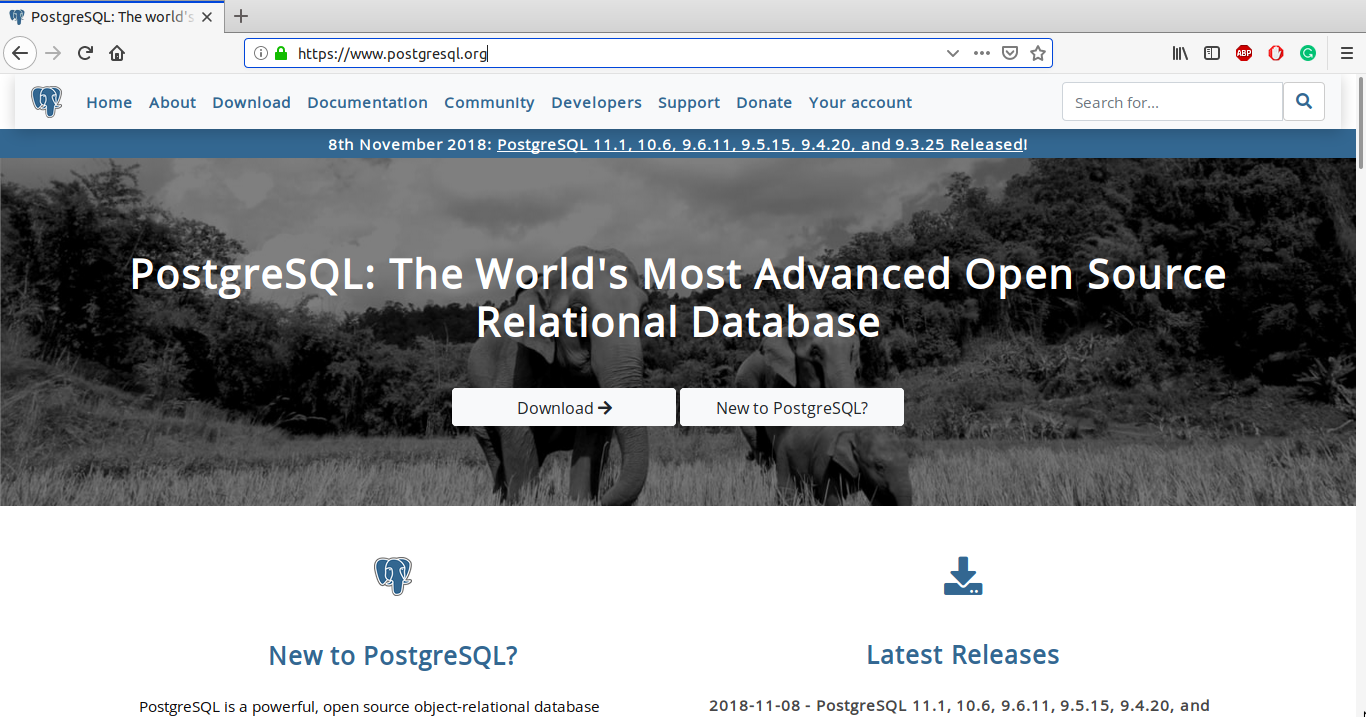 PostgreSQL: The world's
https://www.postgresql.org
ABP
Home About Download Documentation Community Developers Support Donate Your account
Search for...
8th November 2018: PostgreSQL 11.1, 10.6, 9.6.11, 9.5.15, 9.4.20, and 9.3.25 Released!
PostgreSQL: The World's Most Advanced Open Source
Relational Database
Download
New to PostgreSQL?
New to PostgreSQL?
PostgreSQL is a powerful, open source object-relational database
Latest Releases
2018-11-08 - PostgreSQL 11.1, 10.6, 9.6.11, 9.5.15, 9.4.20, and